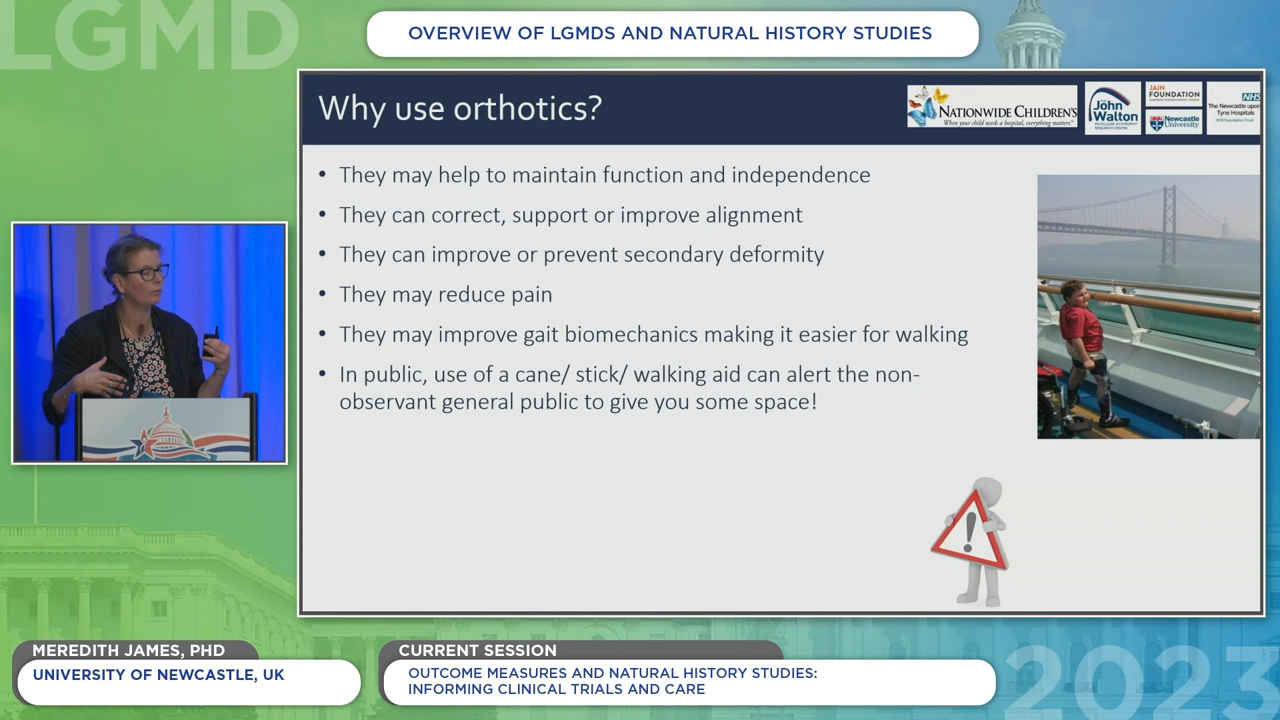 LGMD
OVERVIEW OF LGMDS AND NATURAL HISTORY STUDIES
Why use orthotics?
NATIONWIDE CHILDREN'S
When your child needs a hospital, everything matters.
John
Walton
JAIN
FOUNDATION
Newcastle
University
NHS
The Newcastle upon
Tyne Hospitals
• They may help to maintain function and independence
• They can correct, support or improve alignment
• They can improve or prevent secondary deformity
• They may reduce pain
• They may improve gait biomechanics making it easier for walking
• In public, use of a cane/ stick/ walking aid can alert the non-
observant general public to give you some space!
MEREDITH JAMES, PHD
UNIVERSITY OF NEWCASTLE, UK
CURRENT SESSION
OUTCOME MEASURES AND NATURAL HISTORY STUDIES:
INFORMING CLINICAL TRIALS AND CARE
2023